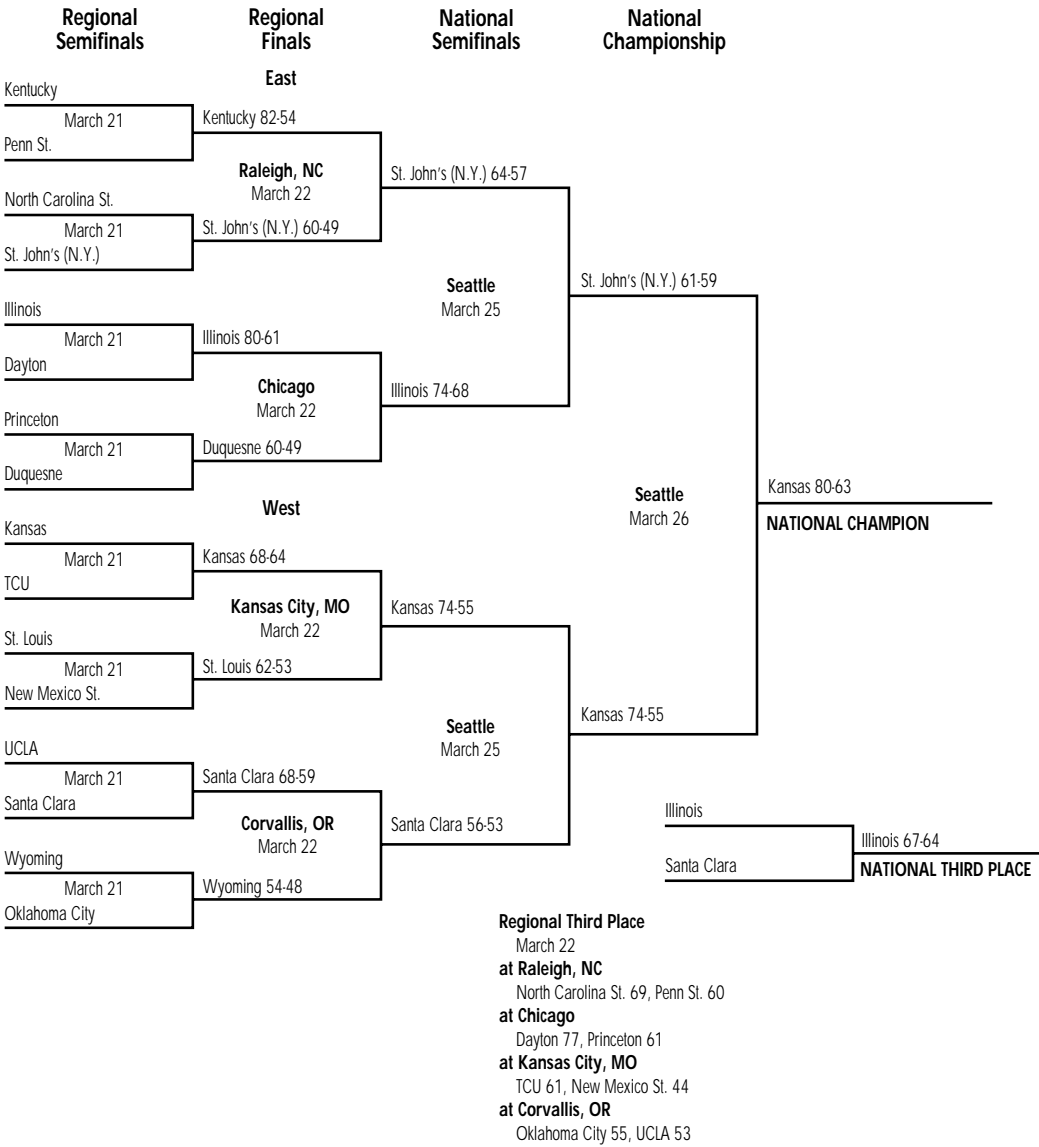 Regional
Semifinals
Regional
Finals
National
Semifinals
National
Championship
East
Kentucky
March 21
Penn St.
Kentucky 82-54
Raleigh, NC
March 22
North Carolina St.
March 21
St. John's (N.Y.)
St. John's (N.Y.) 60-49
St. John's (N.Y.) 64-57
Seattle
March 25
St. John's (N.Y.) 61-59
Illinois
March 21
Dayton
Illinois 80-61
Chicago
March 22
Illinois 74-68
Princeton
March 21
Duquesne
Duquesne 60-49
West
Seattle
March 26
Kansas 80-63
NATIONAL CHAMPION
Kansas
March 21
TCU
Kansas 68-64
Kansas City, MO
March 22
Kansas 74-55
St. Louis
March 21
New Mexico St.
St. Louis 62-53
Seattle
March 25
Kansas 74-55
UCLA
March 21
Santa Clara
Santa Clara 68-59
Corvallis, OR
March 22
Santa Clara 56-53
Wyoming
March 21
Oklahoma City
Wyoming 54-48
Illinois
Santa Clara
Illinois 67-64
NATIONAL THIRD PLACE
Regional Third Place
March 22
at Raleigh, NC
North Carolina St. 69, Penn St. 60
at Chicago
Dayton 77, Princeton 61
at Kansas City, MO
TCU 61, New Mexico St. 44
at Corvallis, OR
Oklahoma City 55, UCLA 53